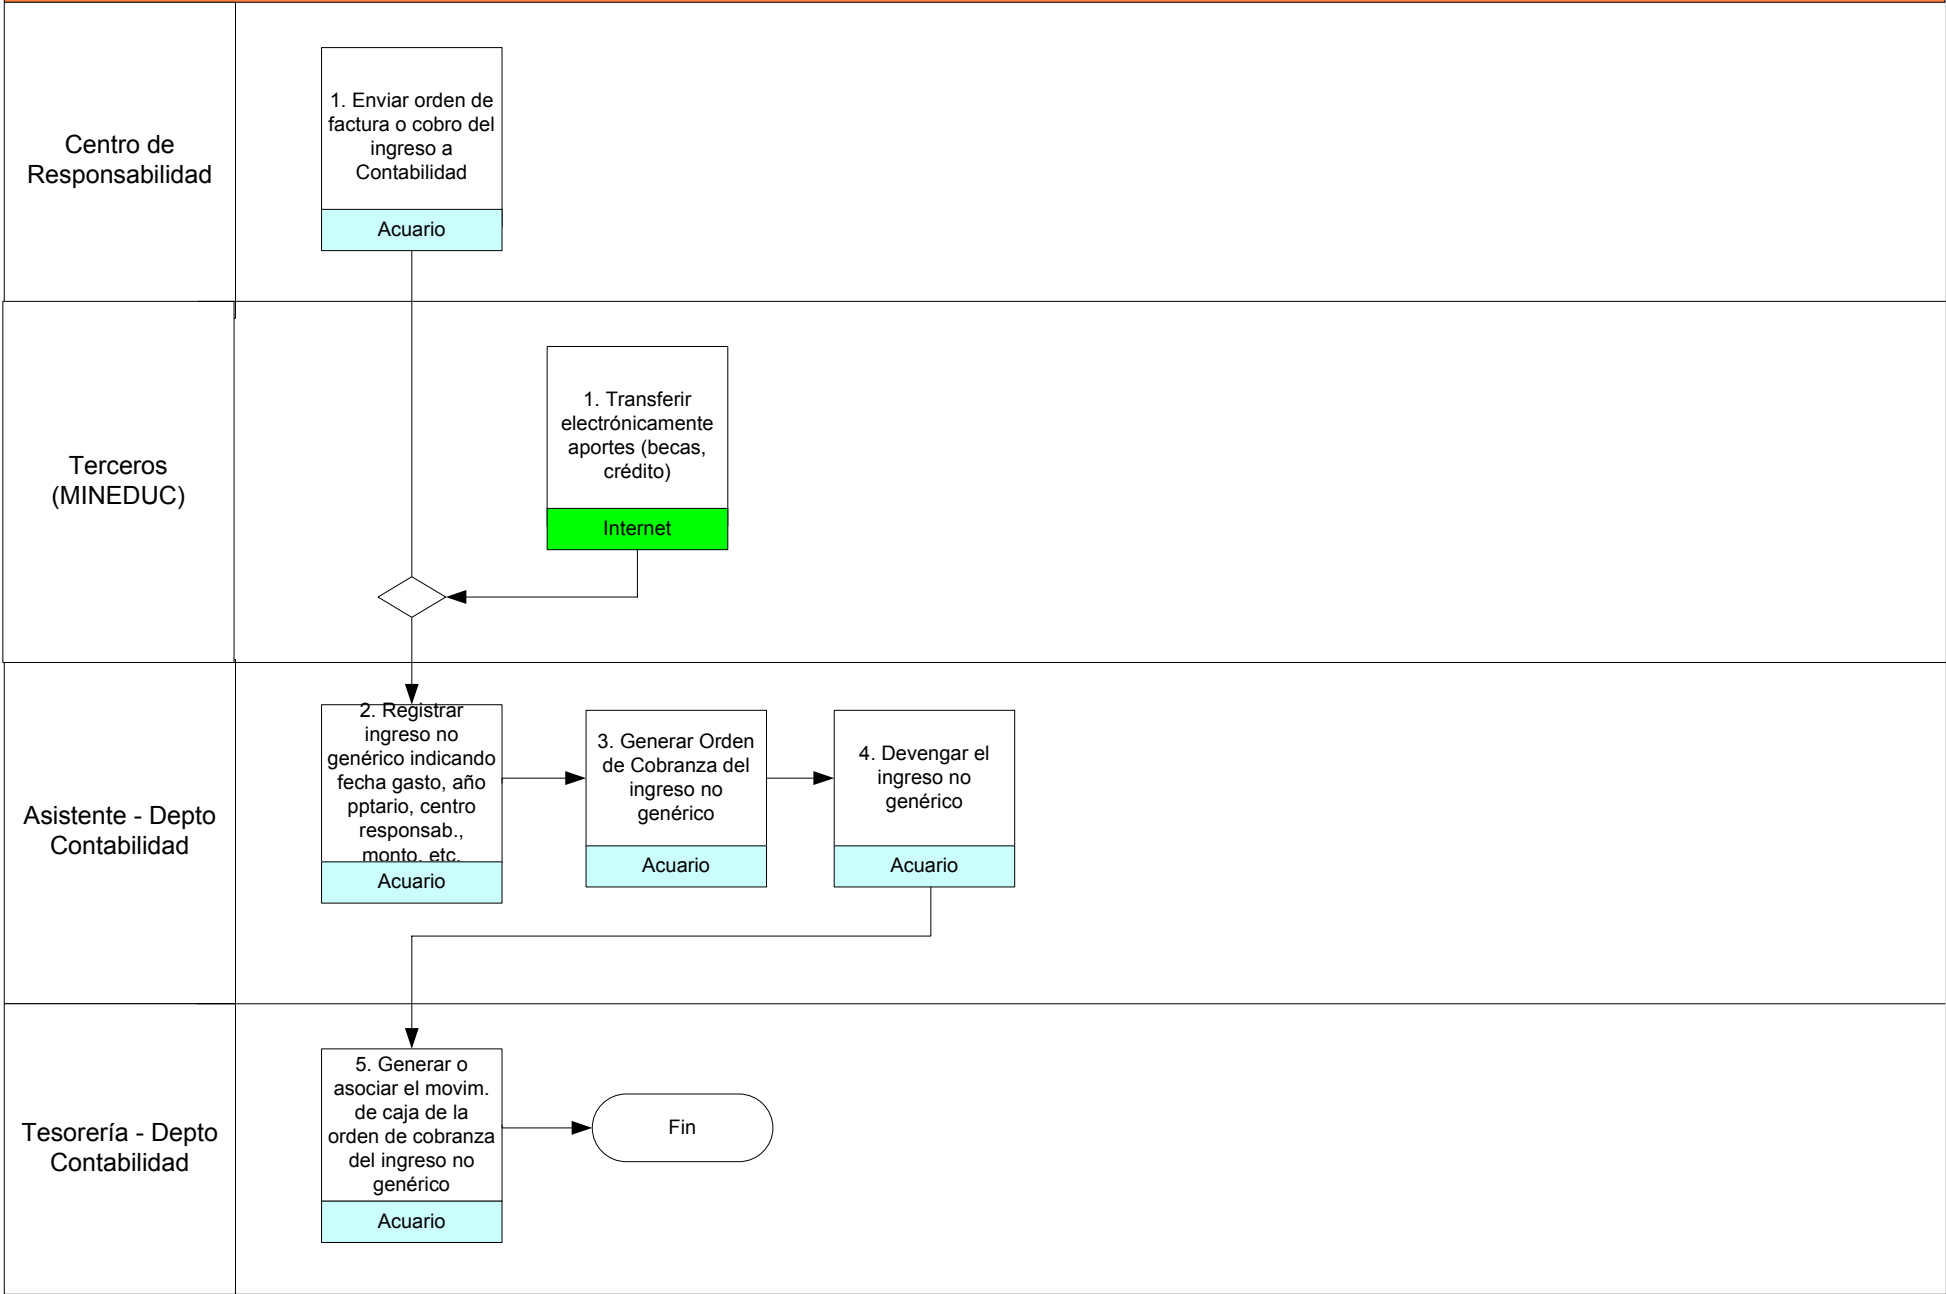 Centro de
Responsabilidad
1. Enviar orden de
factura o cobro del
ingreso a
Contabilidad
Acuario
Terceros
(MINEDUC)
1. Transferir
electrónicamente
aportes (becas,
crédito)
Internet
Asistente - Depto
Contabilidad
2. Registrar
ingreso no
genérico indicando
fecha gasto, año
pptario, centro
responsab.,
monto, etc.
Acuario
3. Generar Orden
de Cobranza del
ingreso no
genérico
Acuario
4. Devengar el
ingreso no
genérico
Acuario
Tesorería - Depto
Contabilidad
5. Generar o
asociar el movim.
de caja de la
orden de cobranza
del ingreso no
genérico
Acuario
Fin